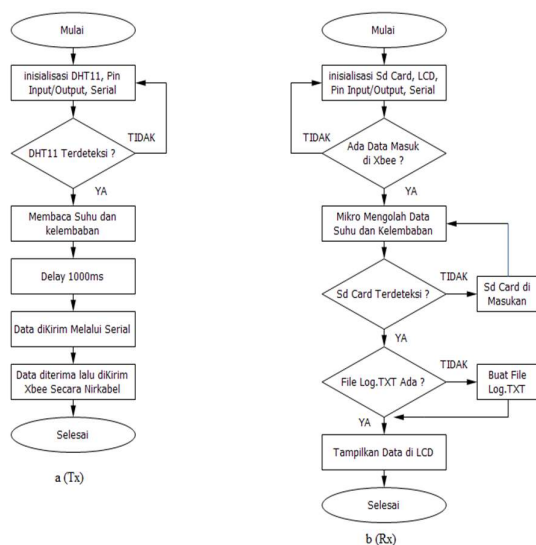 Mulai
inisialisasi DHT11, Pin
Input/Output, Serial
TIDAK
DHT11 Terdeteksi ?
YA
Membaca Suhu dan
kelembaban
Delay 1000ms
Data diKirim Melalui Serial
Data diterima lalu diKirim
Xbee Secara Nirkabel
Selesai
a (Tx)
Mulai
inisialisasi Sd Card, LCD,
Pin Input/Output, Serial
TIDAK
Ada Data Masuk
di Xbee ?
YA
Mikro Mengolah Data
Suhu dan Kelembaban
TIDAK
Sd Card Terdeteksi ?
Sd Card di
Masukan
YA
TIDAK
File Log.TXT Ada ?
Buat File
Log.TXT
YA
Tampilkan Data di LCD
Selesai
b (Rx)